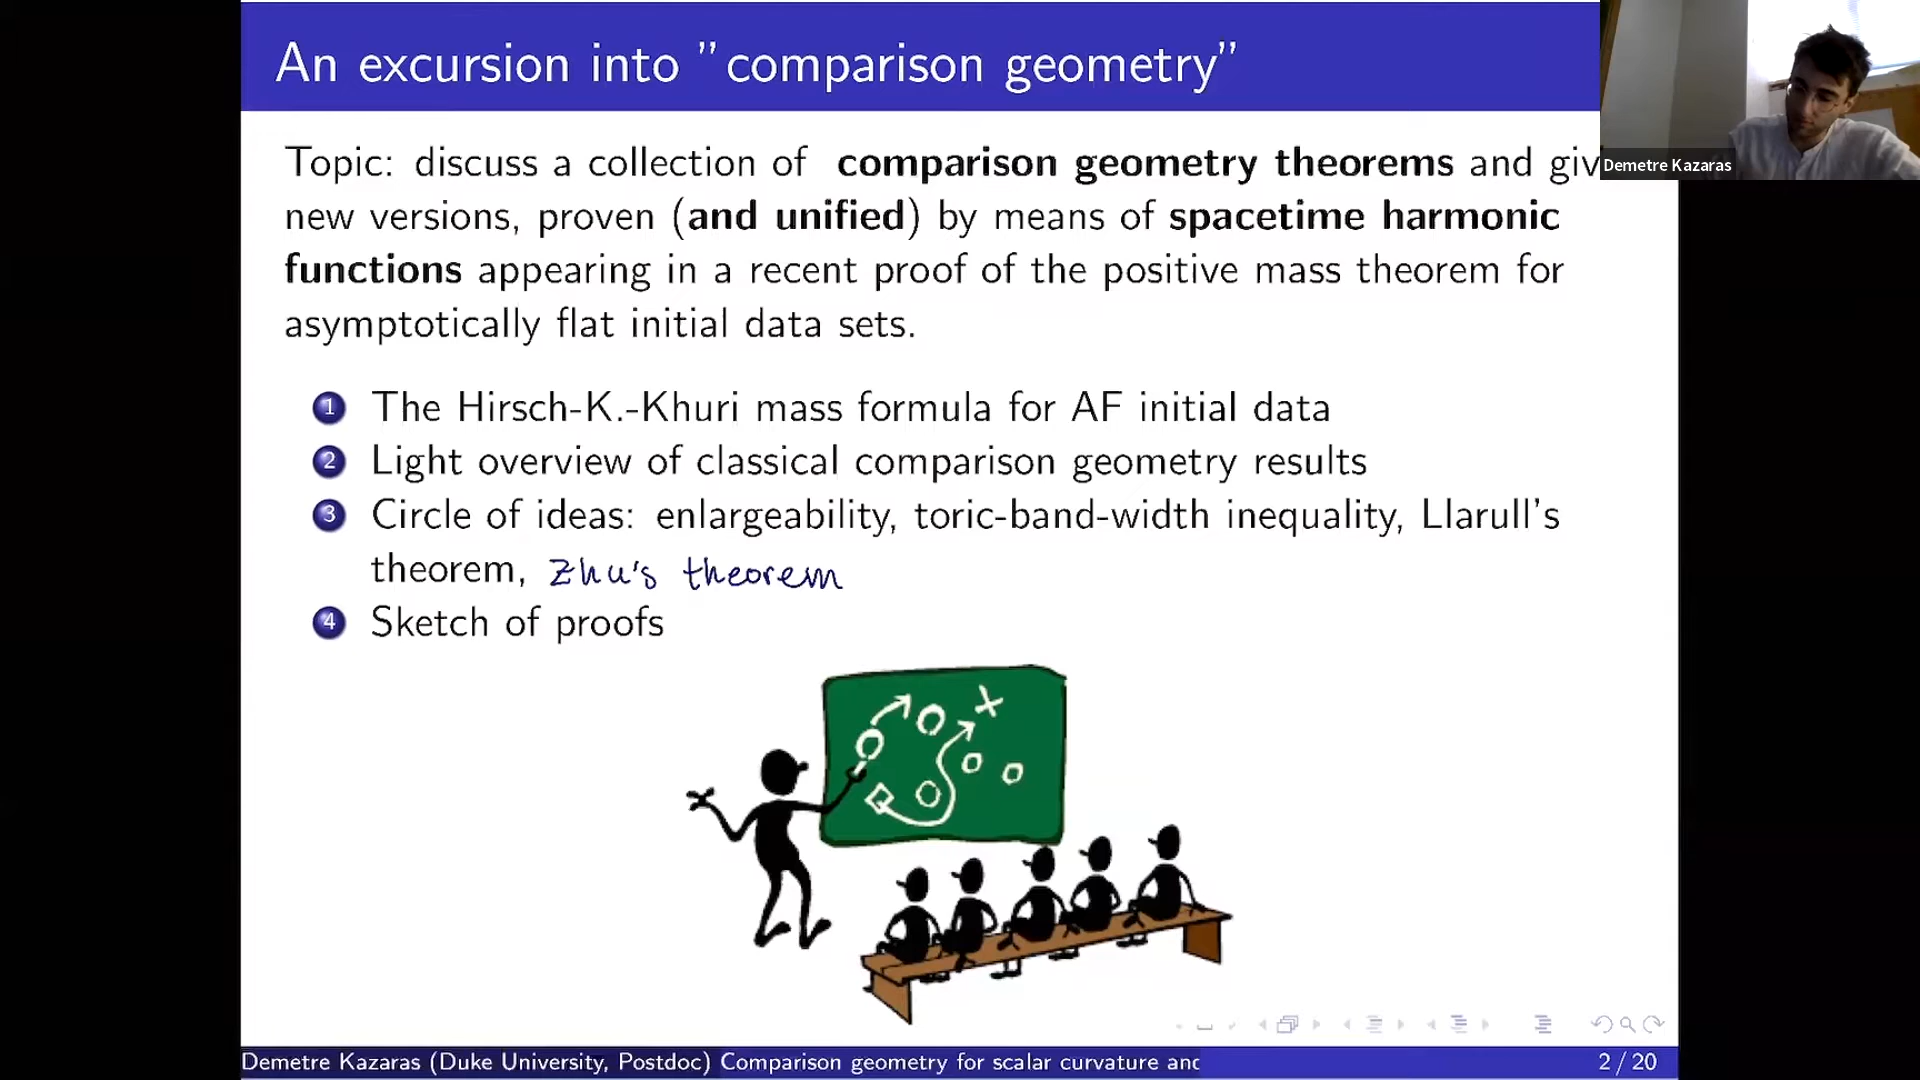 An excursion into "comparison geometry"
Demetre Kazaras
Topic: discuss a collection of comparison geometry theorems and giv
new versions, proven (and unified) by means of spacetime harmonic
functions appearing in a recent proof of the positive mass theorem for
asymptotically flat initial data sets.
1 The Hirsch-K.-Khuri mass formula for AF initial data
2 Light overview of classical comparison geometry results
3 Circle of ideas: enlargeability, toric-band-width inequality, Llarull's
theorem, Zhu's theorem
4 Sketch of proofs
Demetre Kazaras (Duke University, Postdoc) Comparison geometry for scalar curvature and 2 / 20